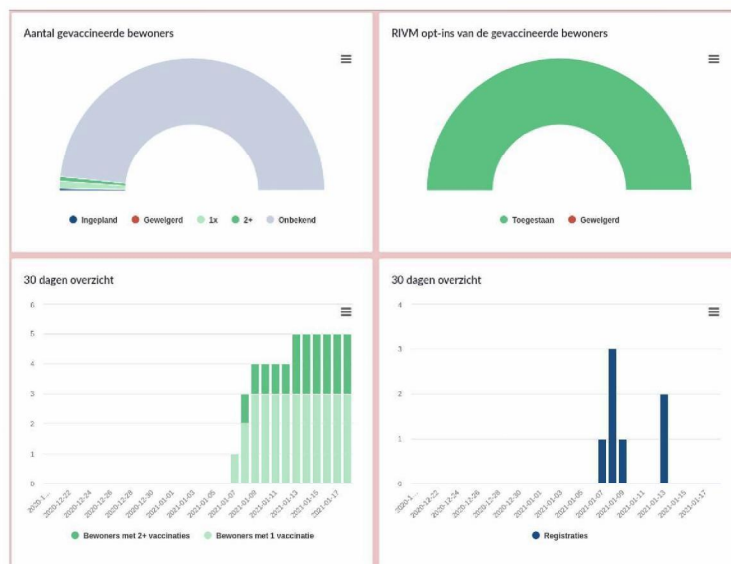 Aantal gevaccineerde bewoners
Ingepland Geweigerd 1x 2+ Onbekend
RIVM opt-ins van de gevaccineerde bewoners
Toegestaan Geweigerd
30 dagen overzicht
6
5
4
3
2
1
0
2020-1... 2020-12-22 2020-12-24 2020-12-26 2020-12-28 2020-12-30 2021-01-01 2021-01-03 2021-01-05 2021-01-07 2021-01-09 2021-01-11 2021-01-13 2021-01-15 2021-01-17
Bewoners met 2+ vaccinaties Bewoners met 1 vaccinatie
30 dagen overzicht
4
3
2
1
0
2020-1... 2020-12-22 2020-12-24 2020-12-26 2020-12-28 2020-12-30 2021-01-01 2021-01-03 2021-01-05 2021-01-07 2021-01-09 2021-01-11 2021-01-13 2021-01-15 2021-01-17
Registraties